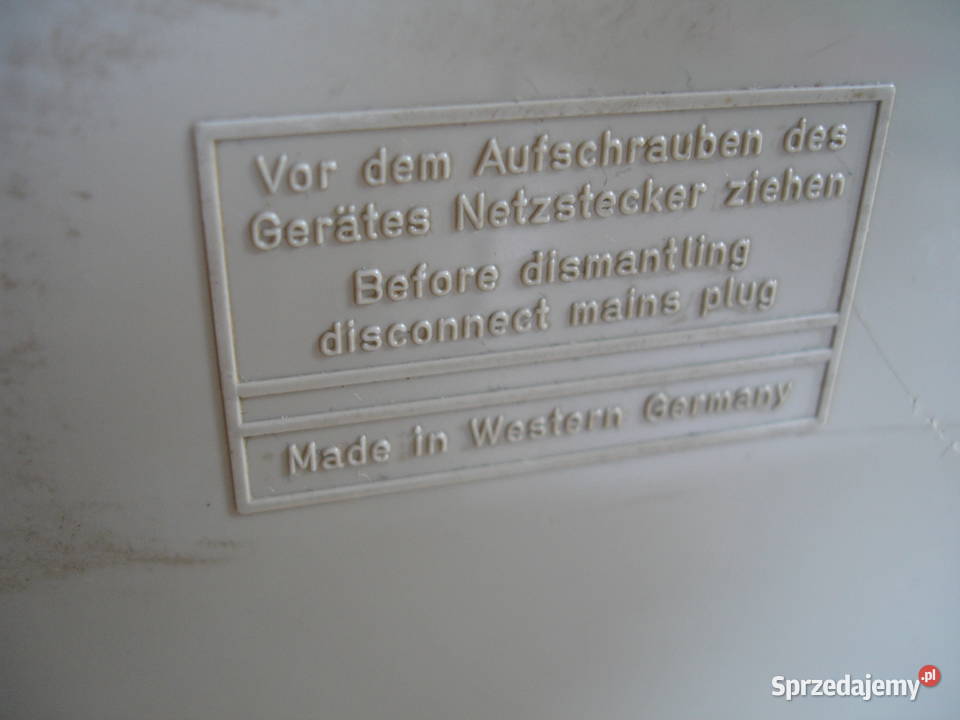 Vor dem Aufschrauben des
Gerätes Netzstecker ziehen
Before dismantling
disconnect mains plug
Made in Western Germany
Sprzedajemy.pl